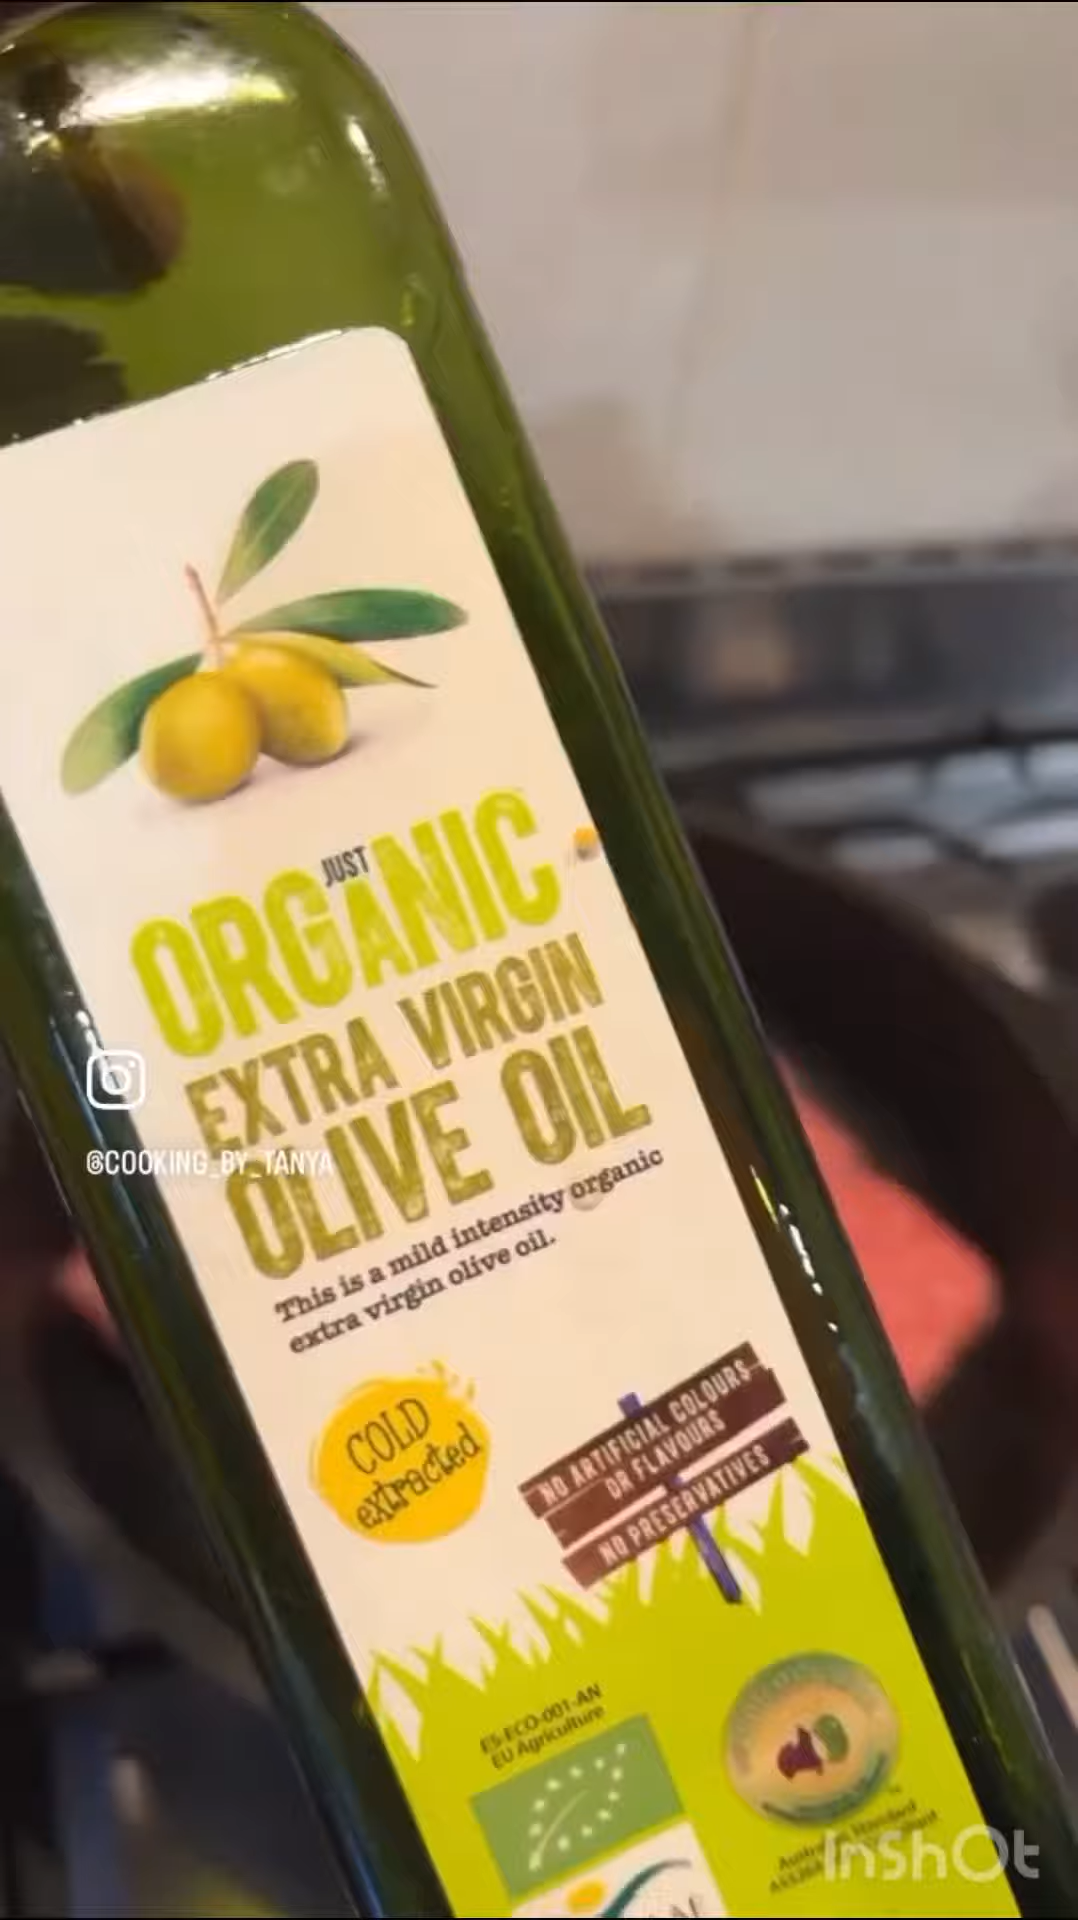 JUST
ORGANIC
EXTRA VIRGIN
OLIVE OIL
@COOKING_BY_TANYA
This is a mild intensity organic
extra virgin olive oil.
COLD
extracted
NO ARTIFICIAL COLOURS
OR FLAVOURS
NO PRESERVATIVES
ES-ECO-001-AN
EU Agriculture
Standard
InShOt